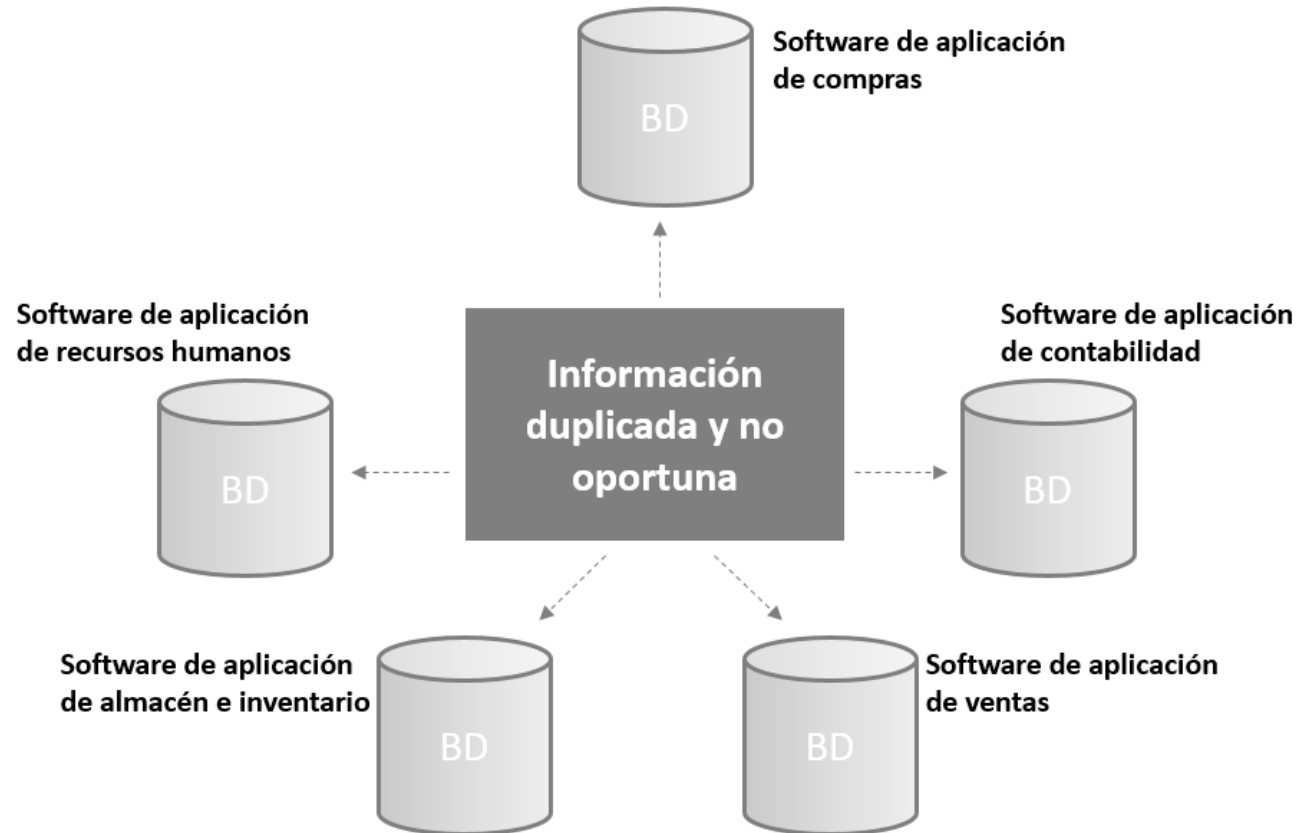 Software de aplicación
de compras
BD
Software de aplicación
de recursos humanos
BD
Información
duplicada y no
oportuna
Software de aplicación
de contabilidad
BD
Software de aplicación
de almacén e inventario
BD
Software de aplicación
de ventas
BD